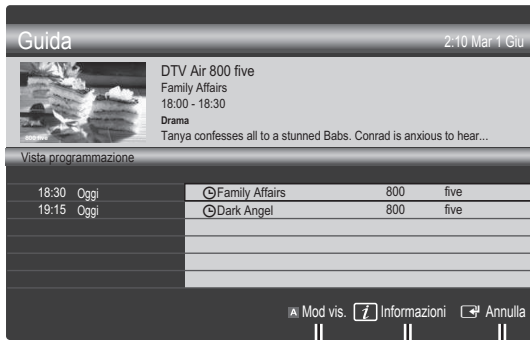 Guida 2:10 Mar 1 Giu
DTV Air 800 five
Family Affairs
18:00 - 18:30
Drama
Tanya confesses all to a stunned Babs. Conrad is anxious to hear...
800 five
Vista programmazione
18:30 Oggi Family Affairs 800 five
19:15 Oggi Dark Angel 800 five
A Mod vis. i Informazioni Annulla